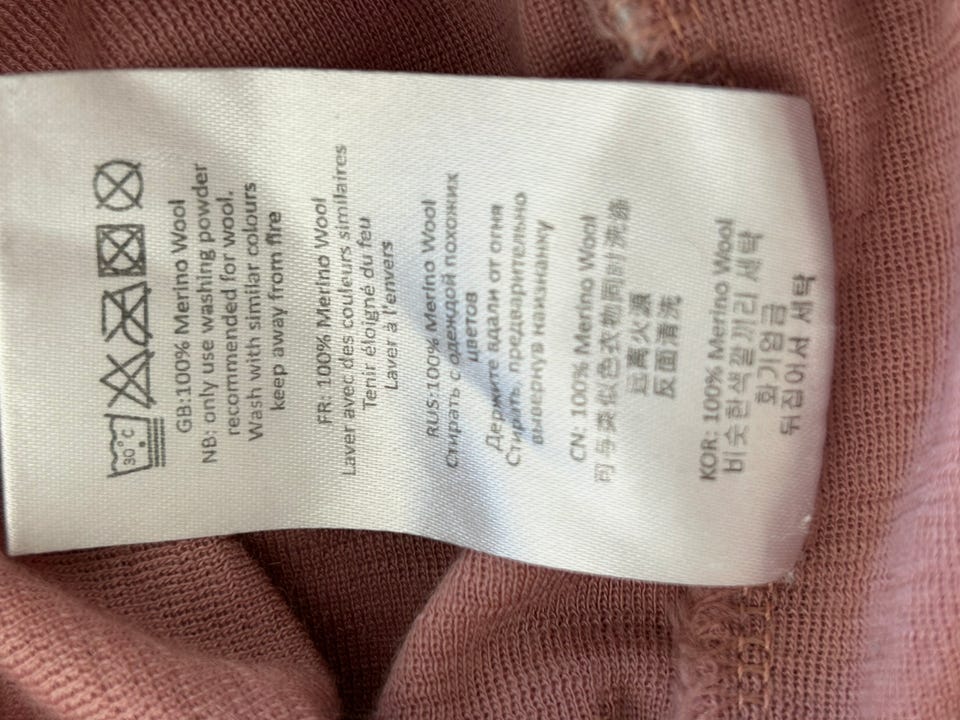 30°C
GB:100% Merino Wool
NB: only use washing powder
recommended for wool.
Wash with similar colours
keep away from fire
FR: 100% Merino Wool
Laver avec des couleurs similaires
Tenir éloigné du feu
Laver à l'envers
RUS:100% Merino Wool
Стирать с одеждой похожих
цветов
Держите вдали от огня
Стирать, предварительно
вывернув наизнанку
CN: 100% Merino Wool
可与类似色衣物同时洗涤
远离火源
反面清洗
KOR: 100% Merino Wool
비슷한색깔끼리 세탁
화기엄금
뒤집어서 세탁